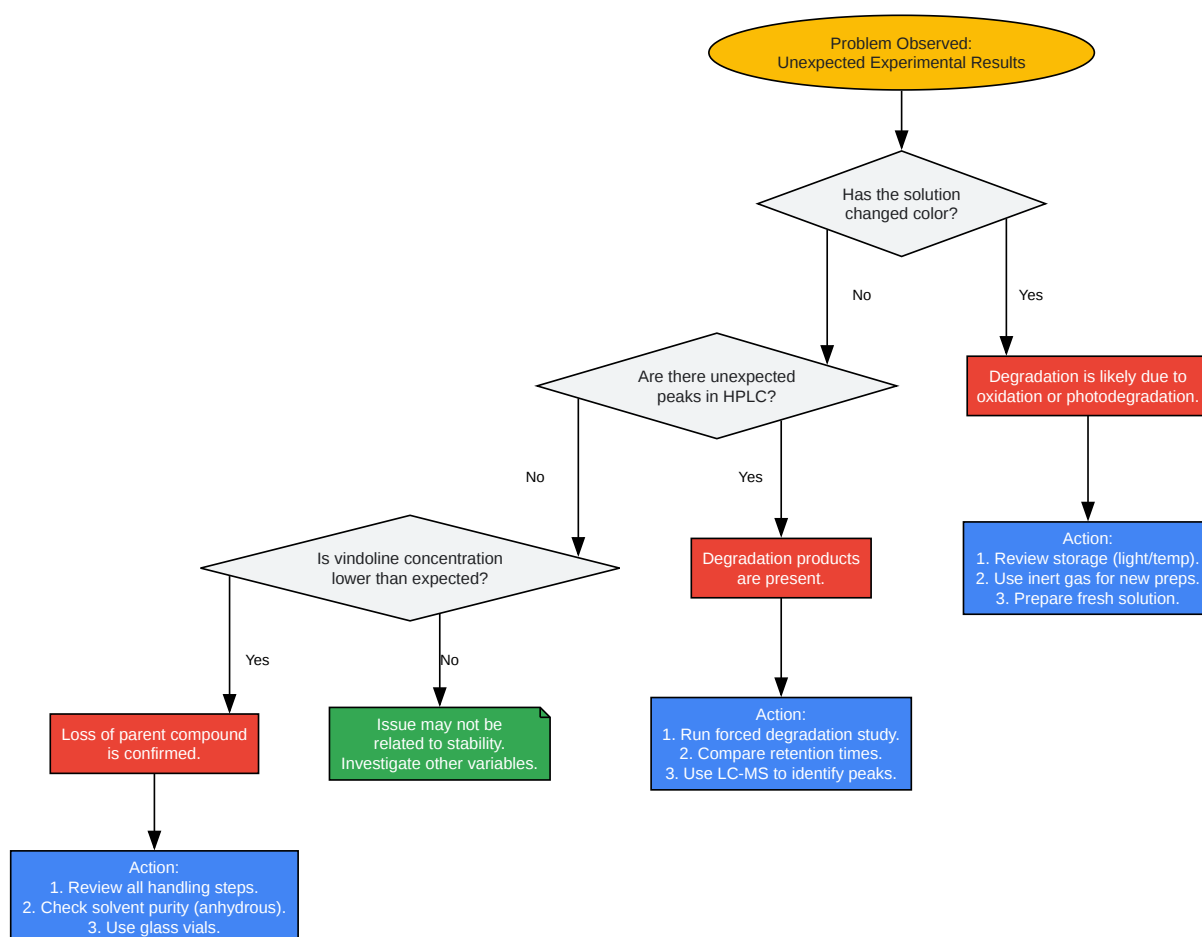 Problem Observed:
Unexpected Experimental Results
Has the solution
changed color?
No
Yes
Are there unexpected
peaks in HPLC?
Degradation is likely due to
oxidation or photodegradation.
No
Yes
Is vindoline concentration
lower than expected?
Degradation products
are present.
Action:
1. Review storage (light/temp).
2. Use inert gas for new preps.
3. Prepare fresh solution.
Yes
No
Loss of parent compound
is confirmed.
Issue may not be
related to stability.
Investigate other variables.
Action:
1. Run forced degradation study.
2. Compare retention times.
3. Use LC-MS to identify peaks.
Action:
1. Review all handling steps.
2. Check solvent purity (anhydrous).
3. Use glass vials.